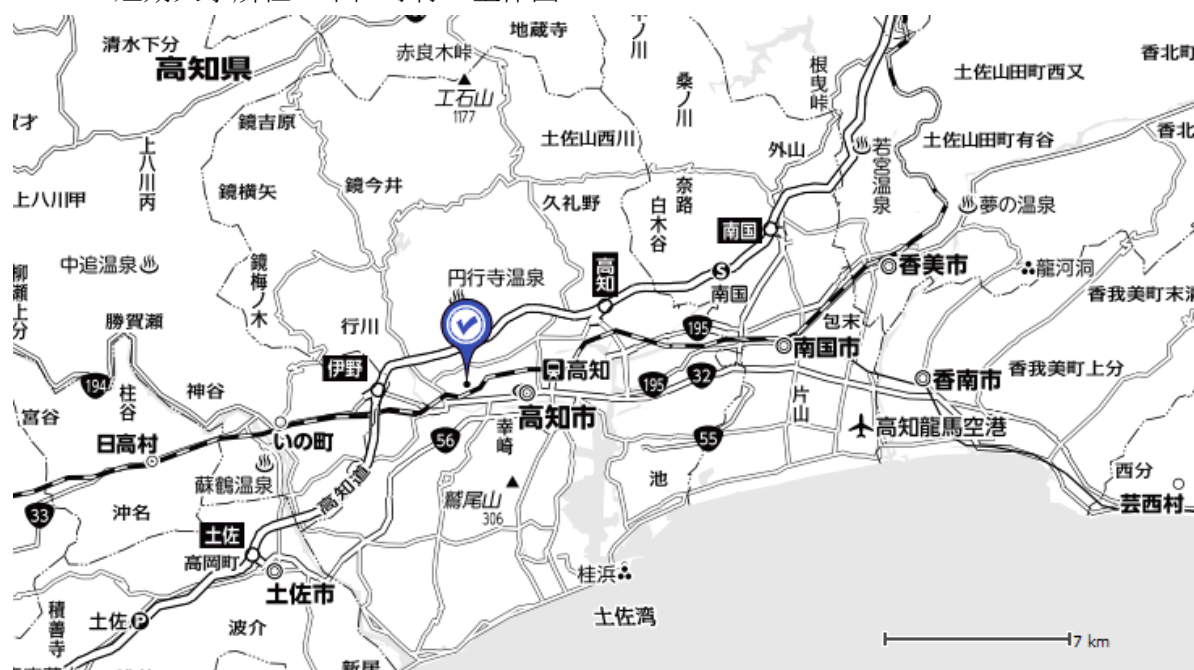 地蔵寺
清水下分
赤良木峠
香北町
高知県
土佐山田町西又
根曳峠
桑ノ川
工石山
1177
鏡吉原
土佐山西川
土佐山田町有谷
外山
若宮温泉
上八川丙
上八川甲
鏡横矢
鏡今井
久礼野
奈路
白木谷
夢の温泉
南国
中追温泉
鏡梅ノ木
円行寺温泉
高知
S
南国
香美市
龍河洞
柳瀬上分
香我美町末清
勝賀瀬
行川
195
包末
南国市
伊野
高知
194
柱谷
神谷
195
32
香南市
香我美町上分
富谷
片山
高知市
幸崎
日高村
いの町
56
55
高知龍馬空港
蘇鶴温泉
池
西分
高知道
鷲尾山
306
芸西村
33
沖名
土佐
高岡町
土佐市
桂浜
積善寺
土佐
P
波介
土佐湾
7 km
新居